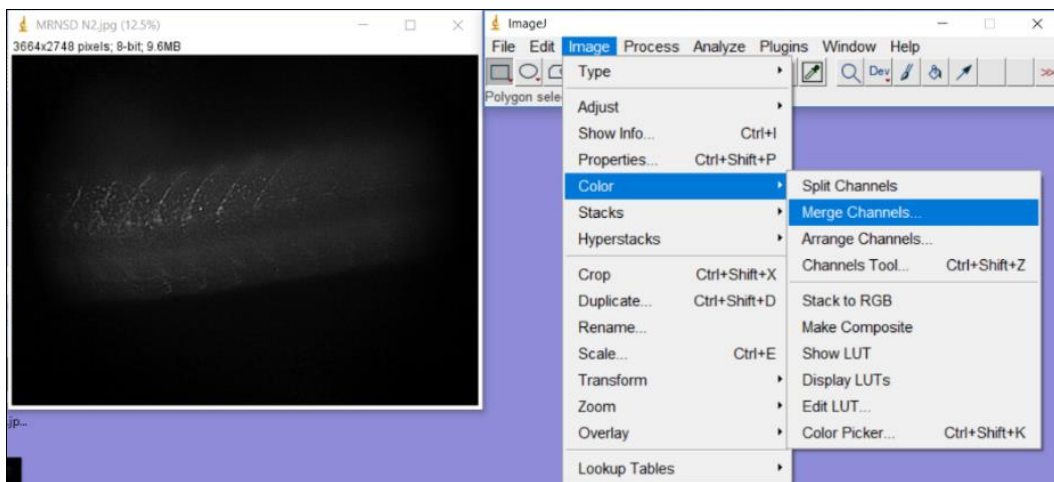 MRNSD N2.jpg (12.5%)
3664x2748 pixels; 8-bit; 9.6MB
.jp...
ImageJ
File Edit Image Process Analyze Plugins Window Help
Dev
Polygon sele
Type
Adjust
Show Info... Ctrl+I
Properties... Ctrl+Shift+P
Color
Stacks
Hyperstacks
Crop Ctrl+Shift+X
Duplicate... Ctrl+Shift+D
Rename...
Scale... Ctrl+E
Transform
Zoom
Overlay
Lookup Tables
Split Channels
Merge Channels...
Arrange Channels...
Channels Tool... Ctrl+Shift+Z
Stack to RGB
Make Composite
Show LUT
Display LUTs
Edit LUT...
Color Picker... Ctrl+Shift+K